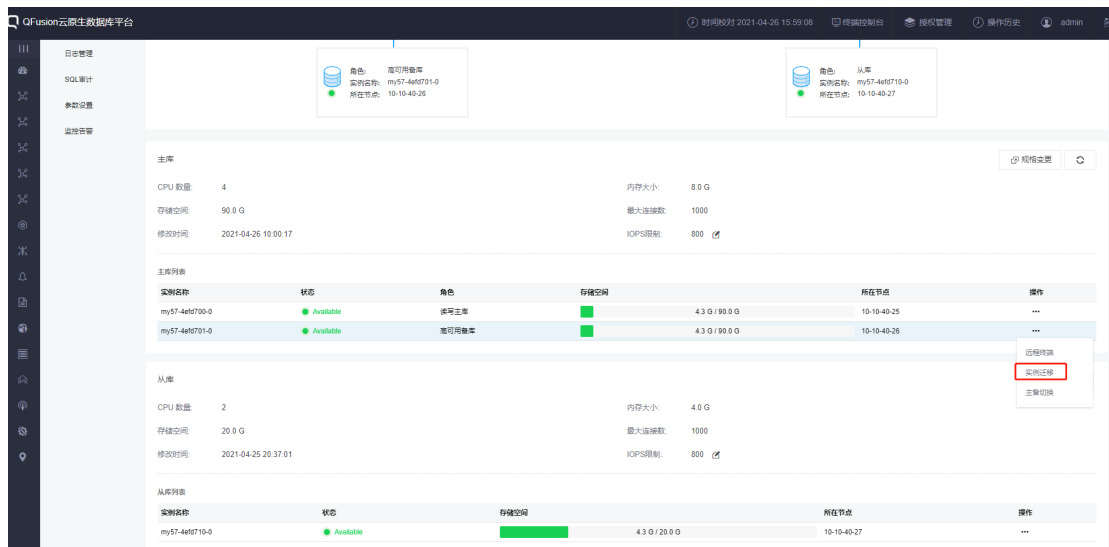 QFusion云原生数据库平台
时间校对 2021-04-26 15:59:08
终端控制台
授权管理
操作历史
admin
日志管理
SQL审计
参数设置
监控告警
角色: 高可用备库
实例名称: my57-4efd701-0
所在节点: 10-10-40-26
角色: 从库
实例名称: my57-4efd710-0
所在节点: 10-10-40-27
主库
规格变更
CPU 数量: 4
内存大小: 8.0 G
存储空间: 90.0 G
最大连接数: 1000
修改时间: 2021-04-26 10:00:17
IOPS限制: 800
主库列表
实例名称 状态 角色 存储空间 所在节点 操作
my57-4efd700-0 Available 读写主库 4.3 G / 90.0 G 10-10-40-25 •••
my57-4efd701-0 Available 高可用备库 4.3 G / 90.0 G 10-10-40-26 •••
远程终端
实例迁移
主备切换
从库
CPU 数量: 2
内存大小: 4.0 G
存储空间: 20.0 G
最大连接数: 1000
修改时间: 2021-04-25 20:37:01
IOPS限制: 800
从库列表
实例名称 状态 存储空间 所在节点 操作
my57-4efd710-0 Available 4.3 G / 20.0 G 10-10-40-27 •••